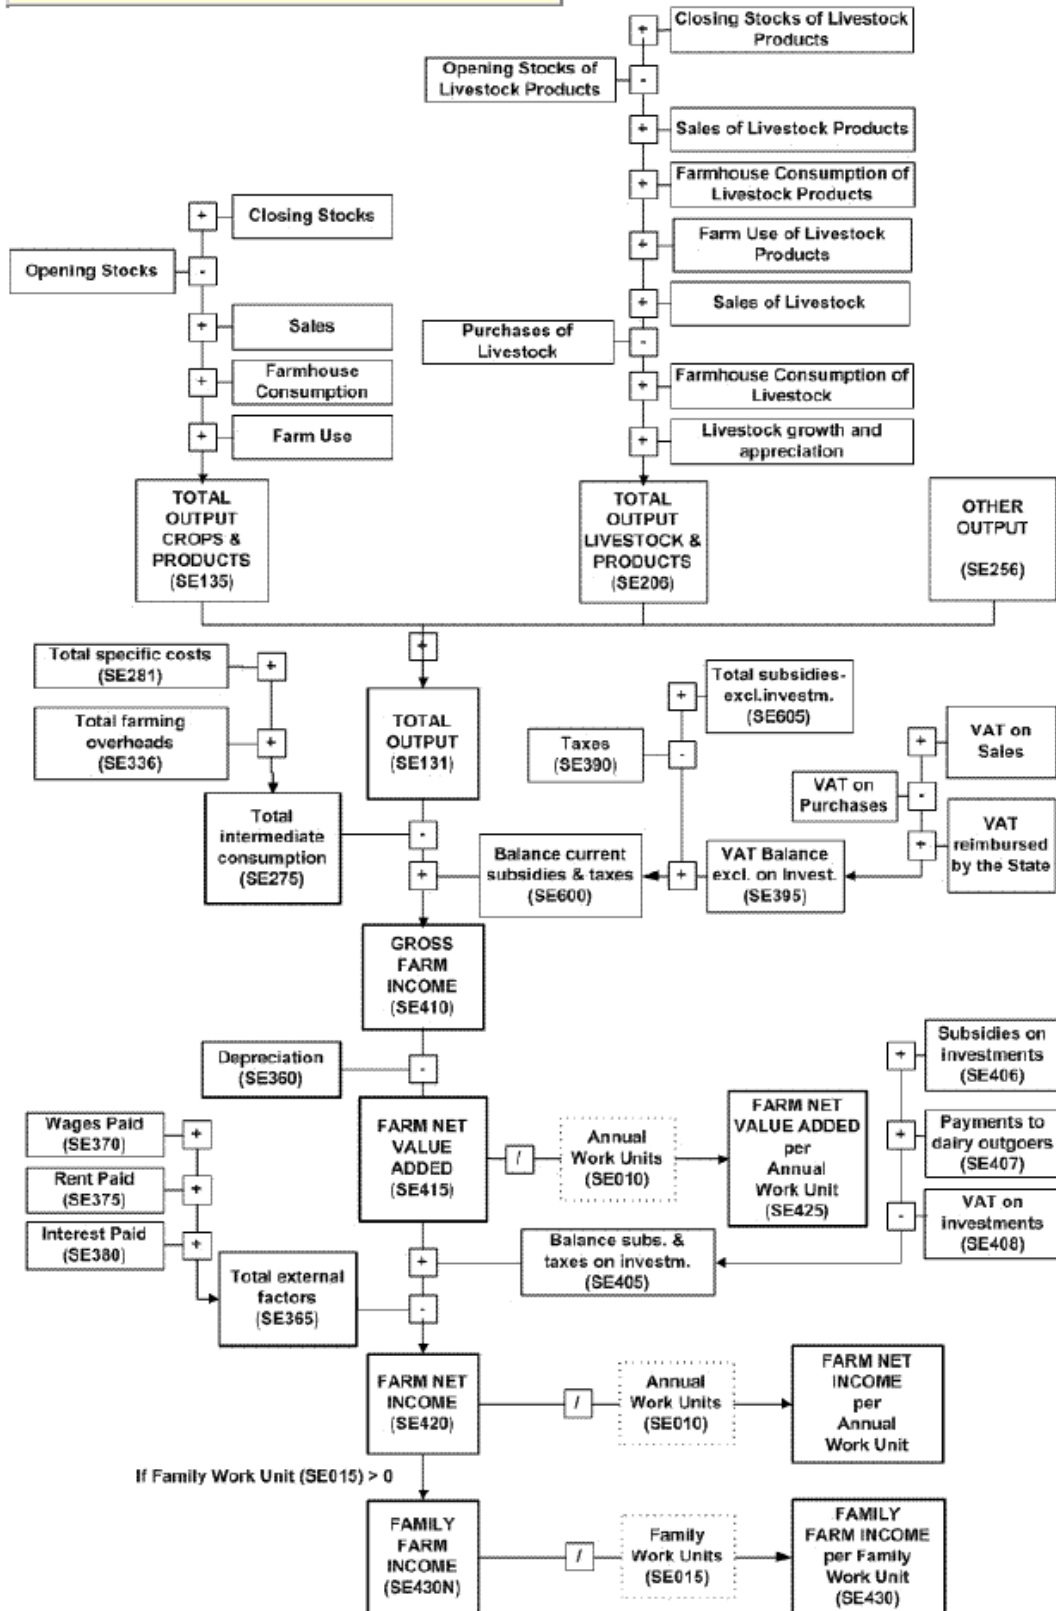 +
Closing Stocks of Livestock
Products
Opening Stocks of
Livestock Products
-
+
Sales of Livestock Products
+
Farmhouse Consumption of
Livestock Products
+
Closing Stocks
+
Farm Use of Livestock
Products
Opening Stocks
-
+
Sales of Livestock
+
Sales
Purchases of
Livestock
-
+
Farmhouse
Consumption
+
Farmhouse Consumption of
Livestock
+
Farm Use
+
Livestock growth and
appreciation
TOTAL
OUTPUT
CROPS &
PRODUCTS
(SE135)
TOTAL
OUTPUT
LIVESTOCK &
PRODUCTS
(SE206)
OTHER
OUTPUT
(SE256)
+
Total specific costs
(SE281)
+
Total farming
overheads
(SE336)
+
TOTAL
OUTPUT
(SE131)
+
Total subsidies-
excl.investm.
(SE605)
Taxes
(SE390)
-
+
VAT on
Sales
VAT on
Purchases
-
+
VAT
reimbursed
by the State
Total
intermediate
consumption
(SE275)
-
+
Balance current
subsidies & taxes
(SE600)
+
VAT Balance
excl. on Invest.
(SE395)
GROSS
FARM
INCOME
(SE410)
Depreciation
(SE360)
-
+
Subsidies on
investments
(SE406)
Wages Paid
(SE370)
+
FARM NET
VALUE
ADDED
(SE415)
/
Annual
Work Units
(SE010)
FARM NET
VALUE ADDED
per
Annual
Work Unit
(SE425)
+
Payments to
dairy outgoers
(SE407)
Rent Paid
(SE375)
+
-
VAT on
investments
(SE408)
Interest Paid
(SE380)
+
+
Balance subs. &
taxes on investm.
(SE405)
Total external
factors
(SE365)
-
FARM NET
INCOME
(SE420)
/
Annual
Work Units
(SE010)
FARM NET
INCOME
per
Annual
Work Unit
If Family Work Unit (SE015) > 0
FAMILY
FARM
INCOME
(SE430N)
/
Family
Work Units
(SE015)
FAMILY
FARM INCOME
per Family
Work Unit
(SE430)